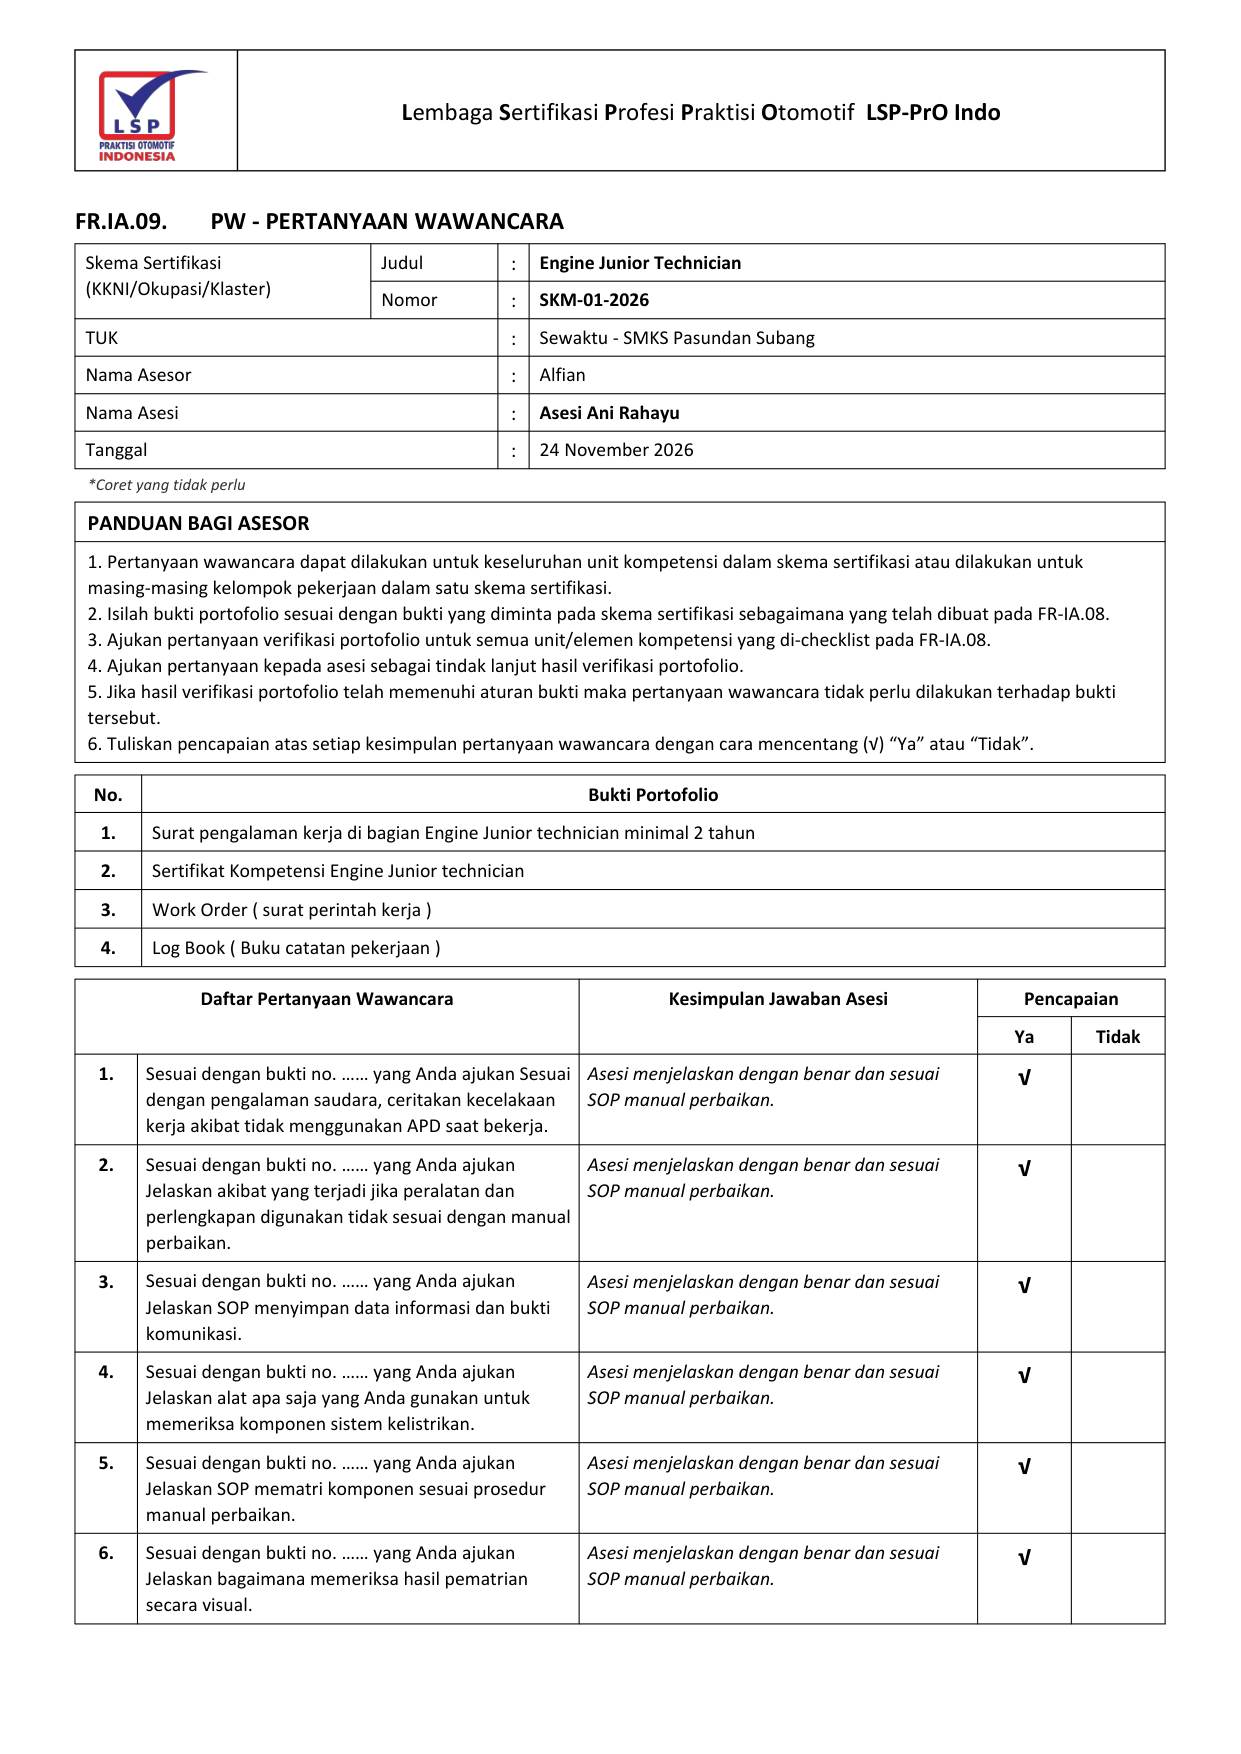 LSP
PRAKTISI OTOMOTIF
INDONESIA
Lembaga Sertifikasi Profesi Praktisi Otomotif LSP-PrO Indo
FR.IA.09. PW - PERTANYAAN WAWANCARA
Skema Sertifikasi
(KKNI/Okupasi/Klaster)
Judul : Engine Junior Technician
Nomor : SKM-01-2026
TUK : Sewaktu - SMKS Pasundan Subang
Nama Asesor : Alfian
Nama Asesi : Asesi Ani Rahayu
Tanggal : 24 November 2026
*Coret yang tidak perlu
PANDUAN BAGI ASESOR
1. Pertanyaan wawancara dapat dilakukan untuk keseluruhan unit kompetensi dalam skema sertifikasi atau dilakukan untuk
masing-masing kelompok pekerjaan dalam satu skema sertifikasi.
2. Isilah bukti portofolio sesuai dengan bukti yang diminta pada skema sertifikasi sebagaimana yang telah dibuat pada FR-IA.08.
3. Ajukan pertanyaan verifikasi portofolio untuk semua unit/elemen kompetensi yang di-checklist pada FR-IA.08.
4. Ajukan pertanyaan kepada asesi sebagai tindak lanjut hasil verifikasi portofolio.
5. Jika hasil verifikasi portofolio telah memenuhi aturan bukti maka pertanyaan wawancara tidak perlu dilakukan terhadap bukti
tersebut.
6. Tuliskan pencapaian atas setiap kesimpulan pertanyaan wawancara dengan cara mencentang (√) “Ya” atau “Tidak”.
No. Bukti Portofolio
1. Surat pengalaman kerja di bagian Engine Junior technician minimal 2 tahun
2. Sertifikat Kompetensi Engine Junior technician
3. Work Order ( surat perintah kerja )
4. Log Book ( Buku catatan pekerjaan )
Daftar Pertanyaan Wawancara
Kesimpulan Jawaban Asesi
Pencapaian
Ya Tidak
1.
Sesuai dengan bukti no. …… yang Anda ajukan Sesuai
dengan pengalaman saudara, ceritakan kecelakaan
kerja akibat tidak menggunakan APD saat bekerja.
Asesi menjelaskan dengan benar dan sesuai
SOP manual perbaikan.
√
2.
Sesuai dengan bukti no. …… yang Anda ajukan
Jelaskan akibat yang terjadi jika peralatan dan
perlengkapan digunakan tidak sesuai dengan manual
perbaikan.
Asesi menjelaskan dengan benar dan sesuai
SOP manual perbaikan.
√
3.
Sesuai dengan bukti no. …… yang Anda ajukan
Jelaskan SOP menyimpan data informasi dan bukti
komunikasi.
Asesi menjelaskan dengan benar dan sesuai
SOP manual perbaikan.
√
4.
Sesuai dengan bukti no. …… yang Anda ajukan
Jelaskan alat apa saja yang Anda gunakan untuk
memeriksa komponen sistem kelistrikan.
Asesi menjelaskan dengan benar dan sesuai
SOP manual perbaikan.
√
5.
Sesuai dengan bukti no. …… yang Anda ajukan
Jelaskan SOP mematri komponen sesuai prosedur
manual perbaikan.
Asesi menjelaskan dengan benar dan sesuai
SOP manual perbaikan.
√
6.
Sesuai dengan bukti no. …… yang Anda ajukan
Jelaskan bagaimana memeriksa hasil pematrian
secara visual.
Asesi menjelaskan dengan benar dan sesuai
SOP manual perbaikan.
√